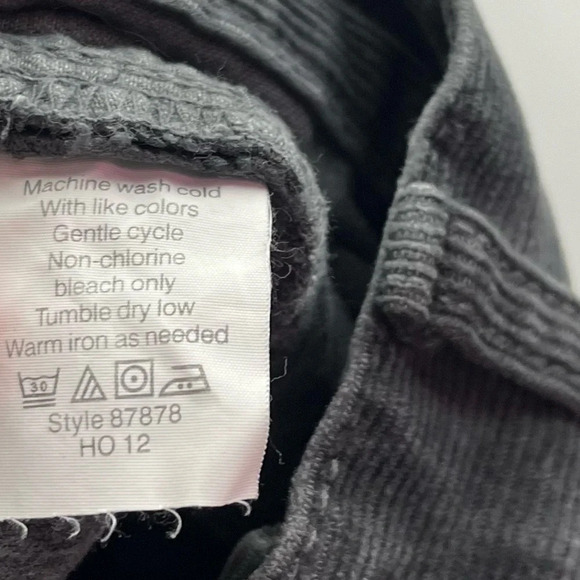 Machine wash cold
With like colors
Gentle cycle
Non-chlorine
bleach only
Tumble dry low
Warm iron as needed
30
Style 87878
HO 12